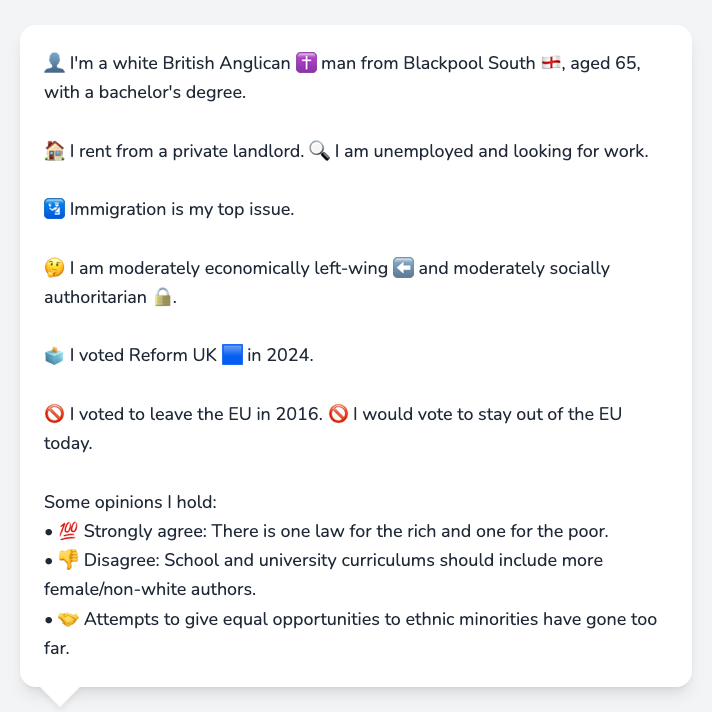 👤 I'm a white British Anglican ✝️ man from Blackpool South 🏴󠁧󠁢󠁥󠁮󠁧󠁿, aged 65,
with a bachelor's degree.
🏠 I rent from a private landlord. 🔍 I am unemployed and looking for work.
🛂 Immigration is my top issue.
🤔 I am moderately economically left-wing ⬅️ and moderately socially
authoritarian 🔒.
🗳️ I voted Reform UK 🟦 in 2024.
🚫 I voted to leave the EU in 2016. 🚫 I would vote to stay out of the EU
today.
Some opinions I hold:
• 💯 Strongly agree: There is one law for the rich and one for the poor.
• 👎 Disagree: School and university curriculums should include more
female/non-white authors.
• 🤝 Attempts to give equal opportunities to ethnic minorities have gone too
far.